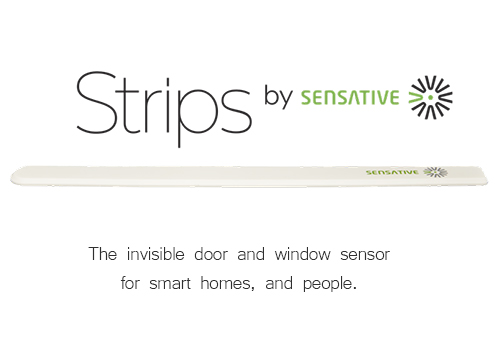 Strips by SENSATIVE
SENSATIVE
The invisible door and window sensor
for smart homes, and people.